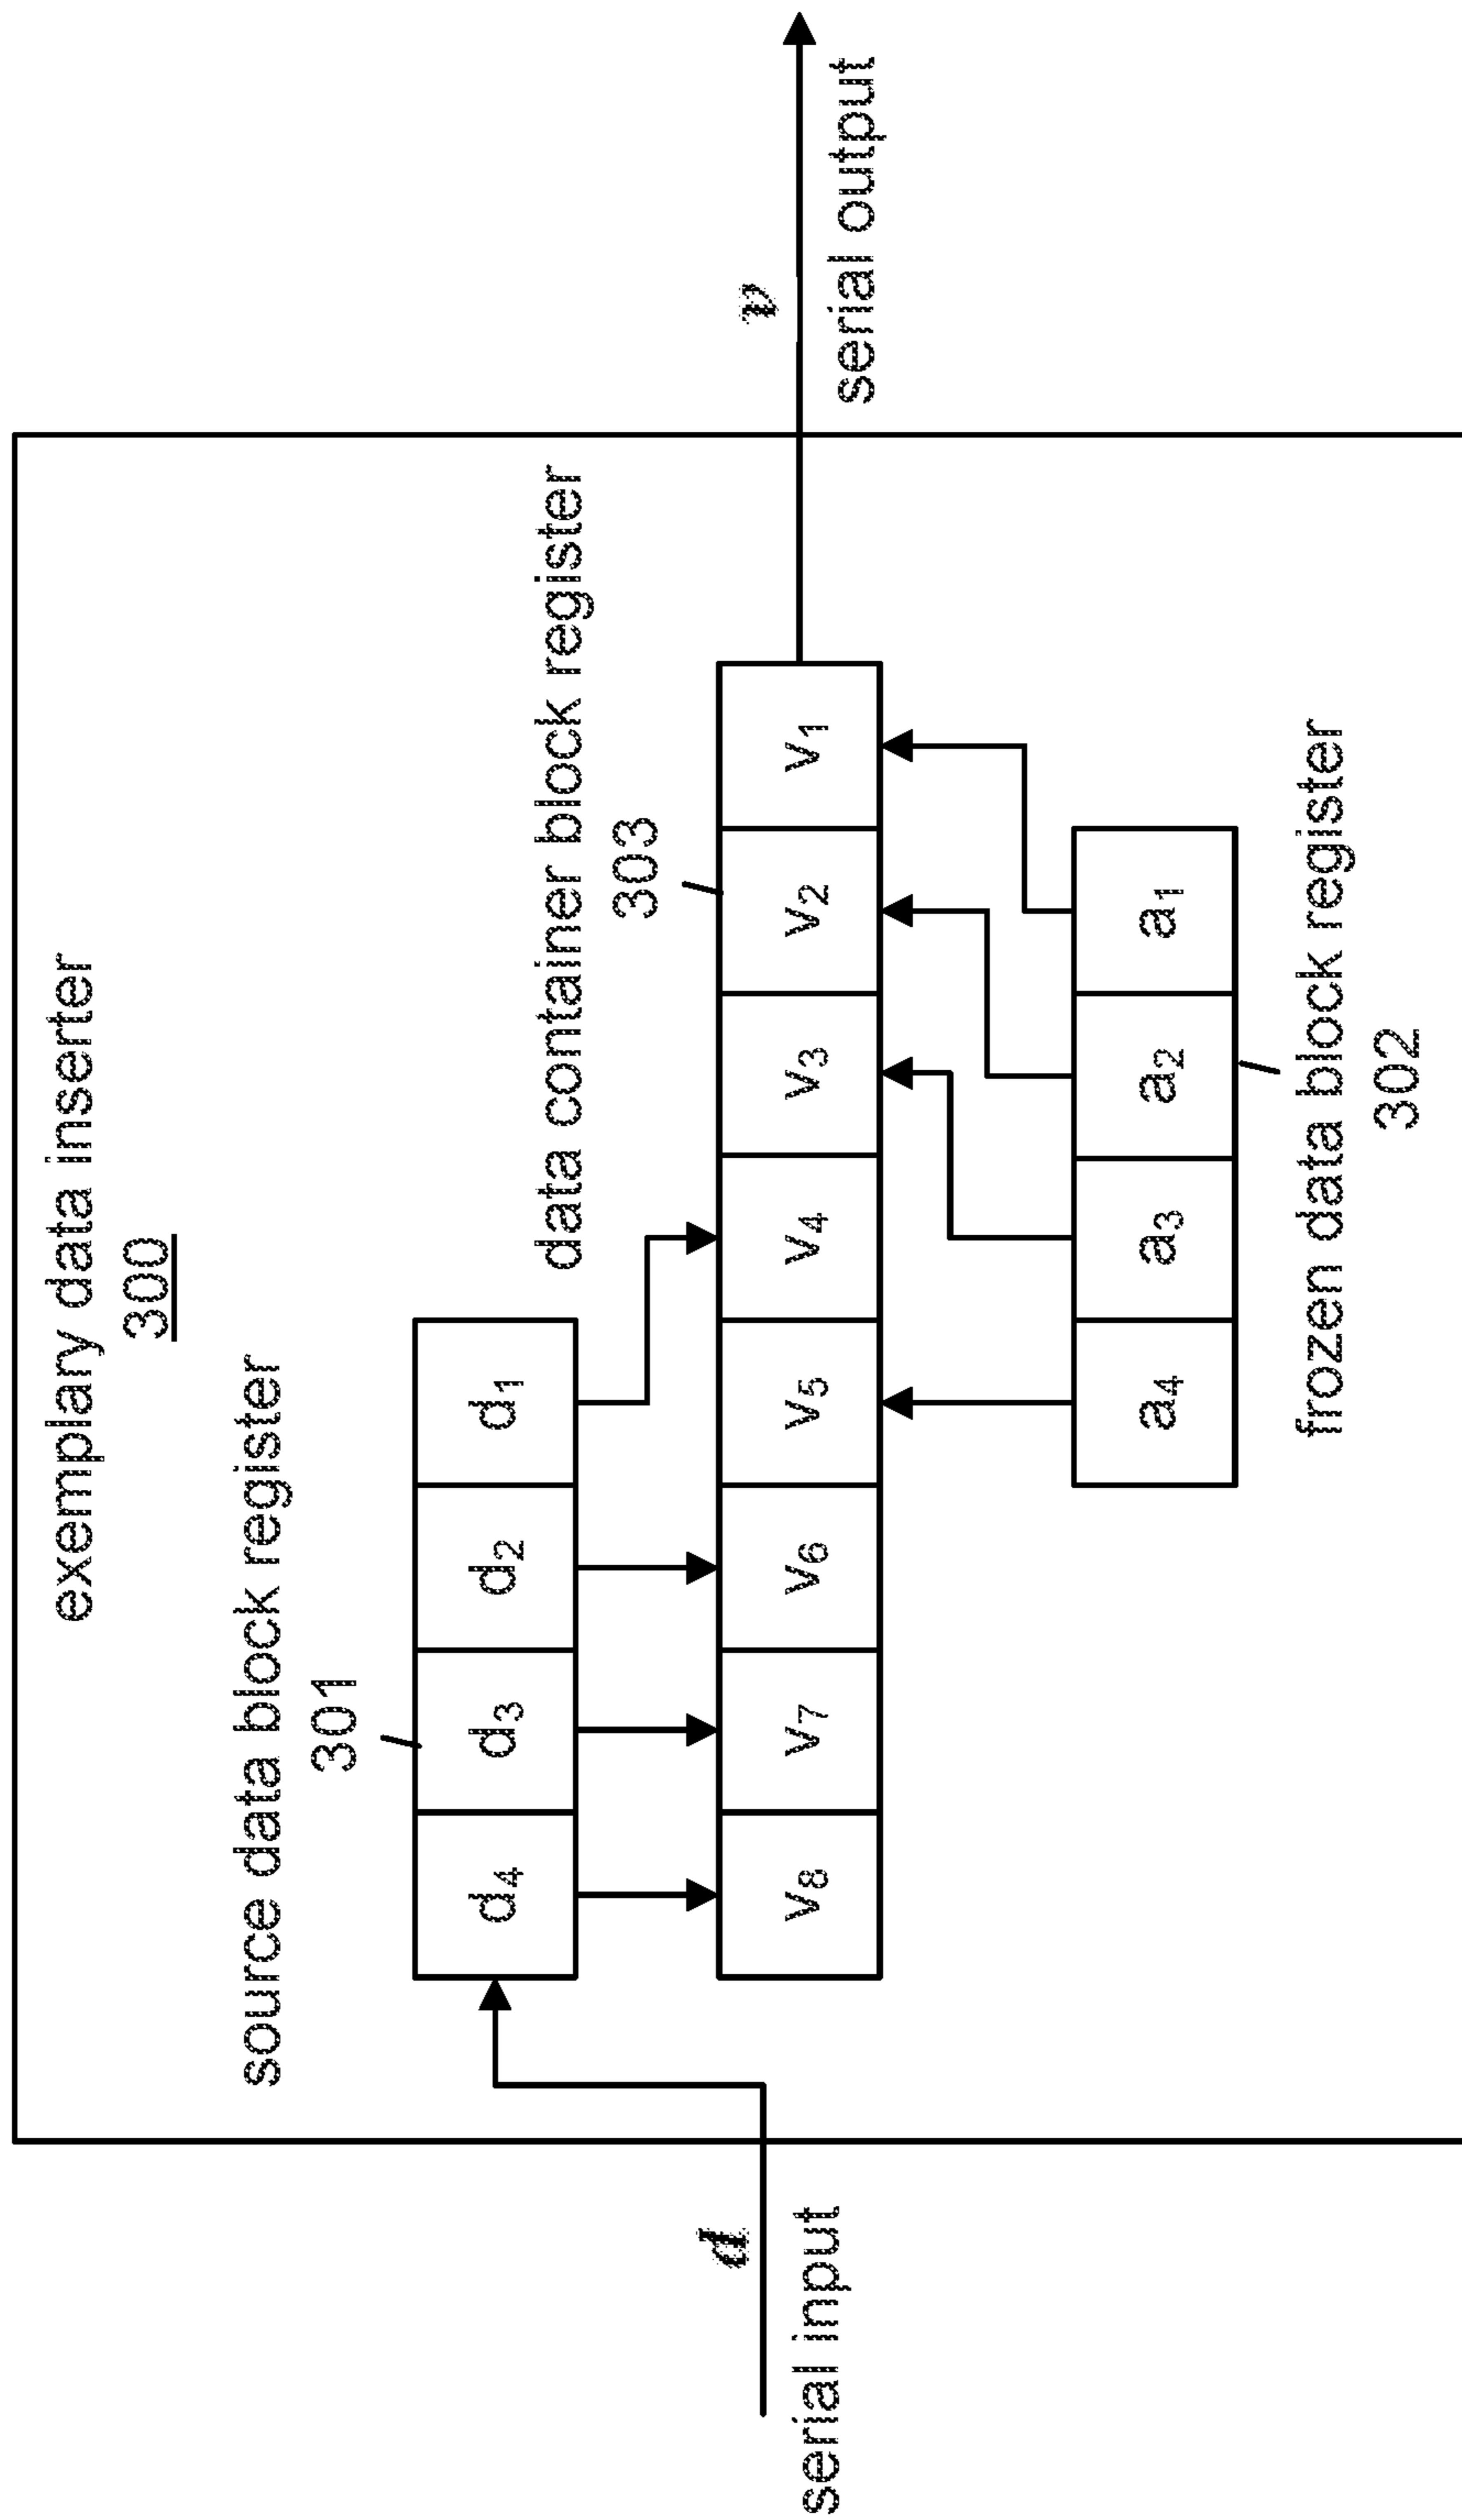 exemplary data inserter
300
source data block register
301
d₄ d₃ d₂ d₁
data container block register
303
d
serial input
v₈ v₇ v₆ v₅ v₄ v₃ v₂ v₁
v
serial output
a₄ a₃ a₂ a₁
frozen data block register
302